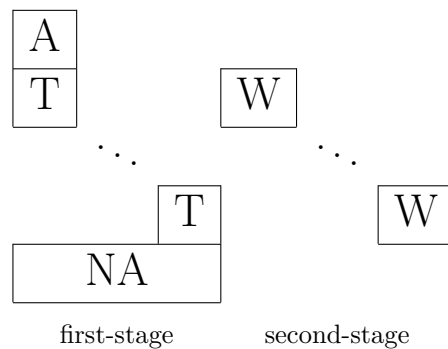 A
T W
⋱ ⋱
T W
NA
first-stage second-stage